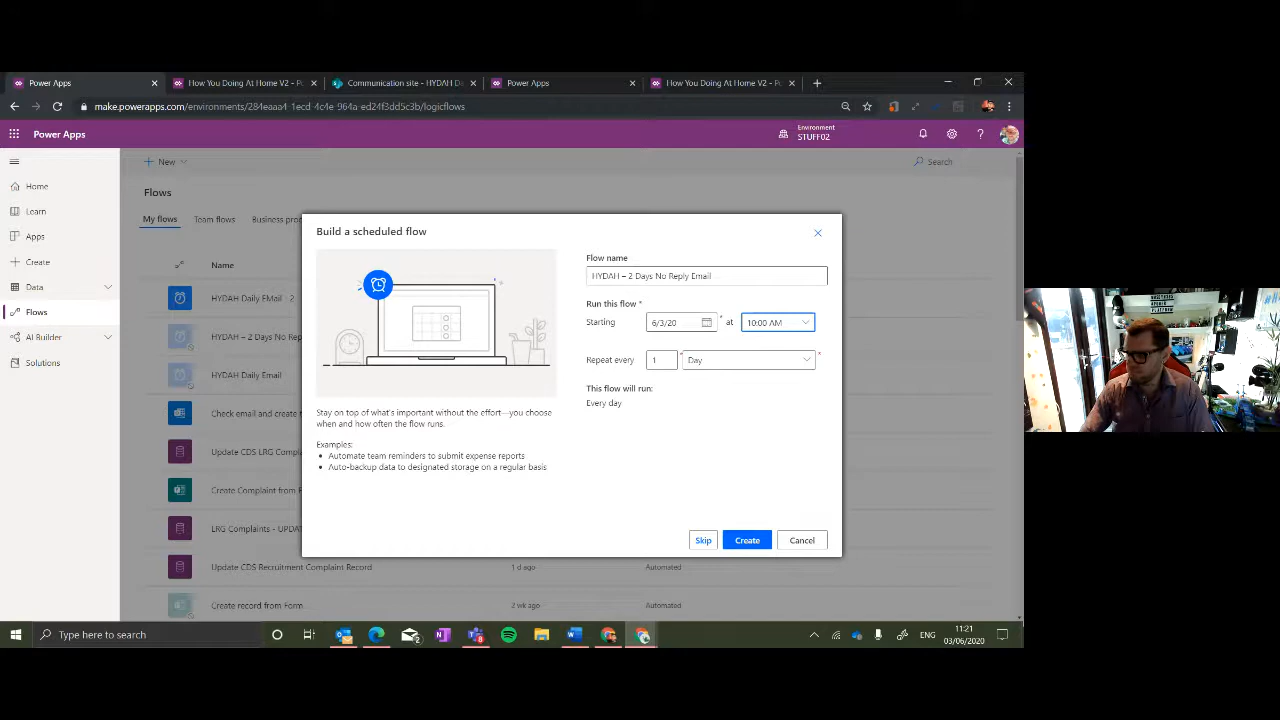 Power Apps
How You Doing At Home V2 - P
Communication site - HYDAH D
Power Apps
How You Doing At Home V2 - P
make.powerapps.com/environments/284eaaa4-1ecd-4c4e-964a-ed24f3dd5c3b/logicflows
Power Apps
Environment
STUFF02
Home
Learn
Apps
Create
Data
Flows
AI Builder
Solutions
New
Search
Flows
My flows
Team flows
Business proc
Name
HYDAH Daily EMail - 2
HYDAH – 2 Days No Rep
HYDAH Daily Email
Check email and create t
Update CDS LRG Compla
Create Complaint from E
LRG Complaints - UPDAT
Update CDS Recruitment Complaint Record
1 d ago
Automated
Create record from Form
2 wk ago
Automated
Build a scheduled flow
Stay on top of what's important without the effort—you choose
when and how often the flow runs.
Examples:
• Automate team reminders to submit expense reports
• Auto-backup data to designated storage on a regular basis
Flow name
HYDAH – 2 Days No Reply Email
Run this flow *
Starting
6/3/20
* at
10:00 AM
Repeat every
1
*
Day
*
This flow will run:
Every day
Skip
Create
Cancel
Type here to search
ENG
11:21
03/06/2020